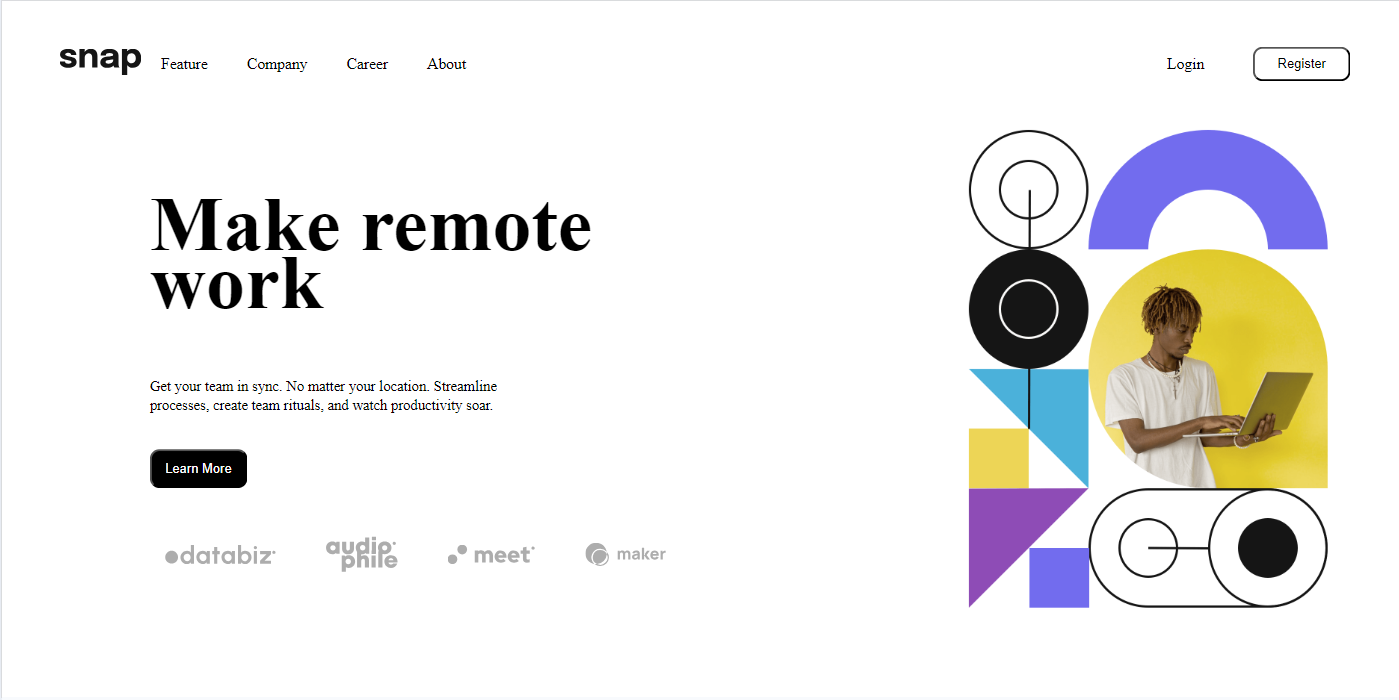 snap Feature Company Career About Login Register
Make remote
work
Get your team in sync. No matter your location. Streamline
processes, create team rituals, and watch productivity soar.
Learn More
databiz audiophile meet maker